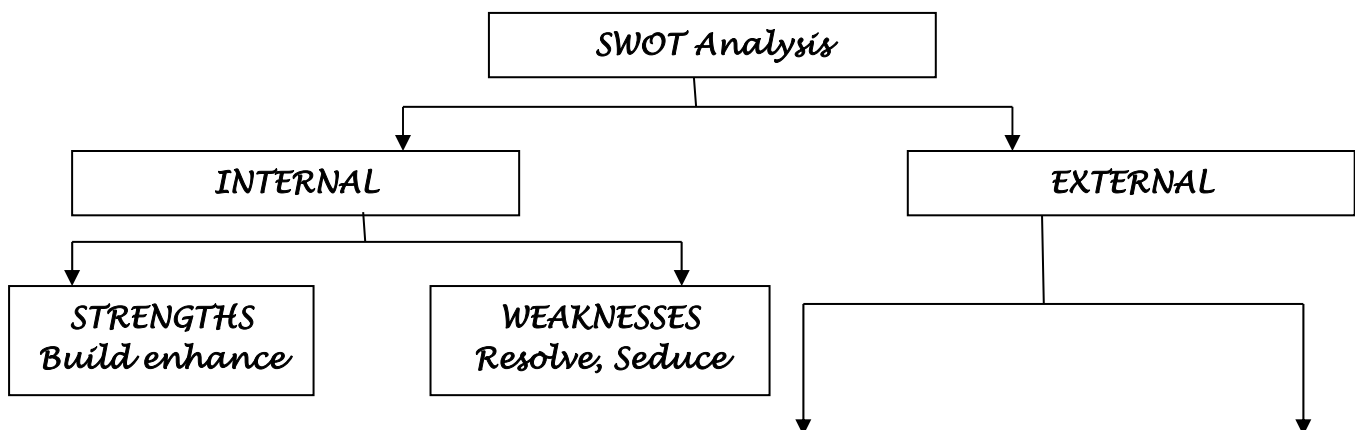 SWOT Analysis
INTERNAL
EXTERNAL
STRENGTHS
Build enhance
WEAKNESSES
Resolve, Seduce